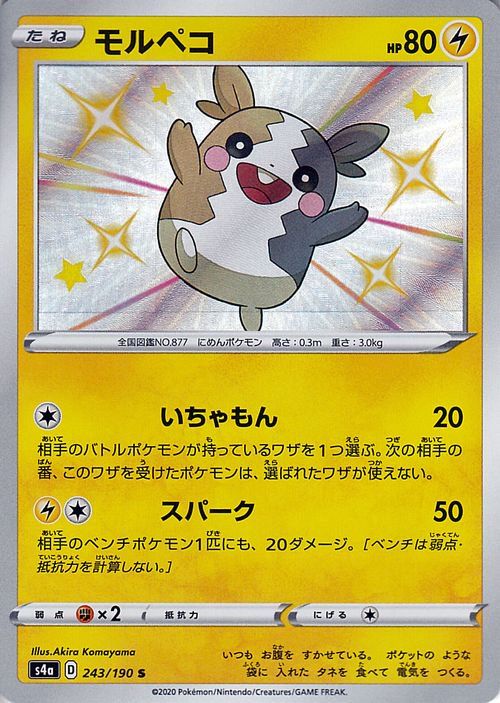 たね モルペコ HP80
全国図鑑NO.877 にめんポケモン 高さ:0.3m 重さ:3.0kg
いちゃもん 20
相手のバトルポケモンが持っているワザを1つ選ぶ。次の相手の
番、このワザを受けたポケモンは、選ばれたワザが使えない。
スパーク 50
相手のベンチポケモン1匹にも、20ダメージ。[ベンチは弱点・
抵抗力を計算しない。]
弱点 ×2 抵抗力 にげる
Illus.Akira Komayama
s4a D 243/190 S
いつも お腹を すかせている。 ポケットの ような
袋に 入れた タネを 食べて 電気を つくる。
©2020 Pokémon/Nintendo/Creatures/GAME FREAK.